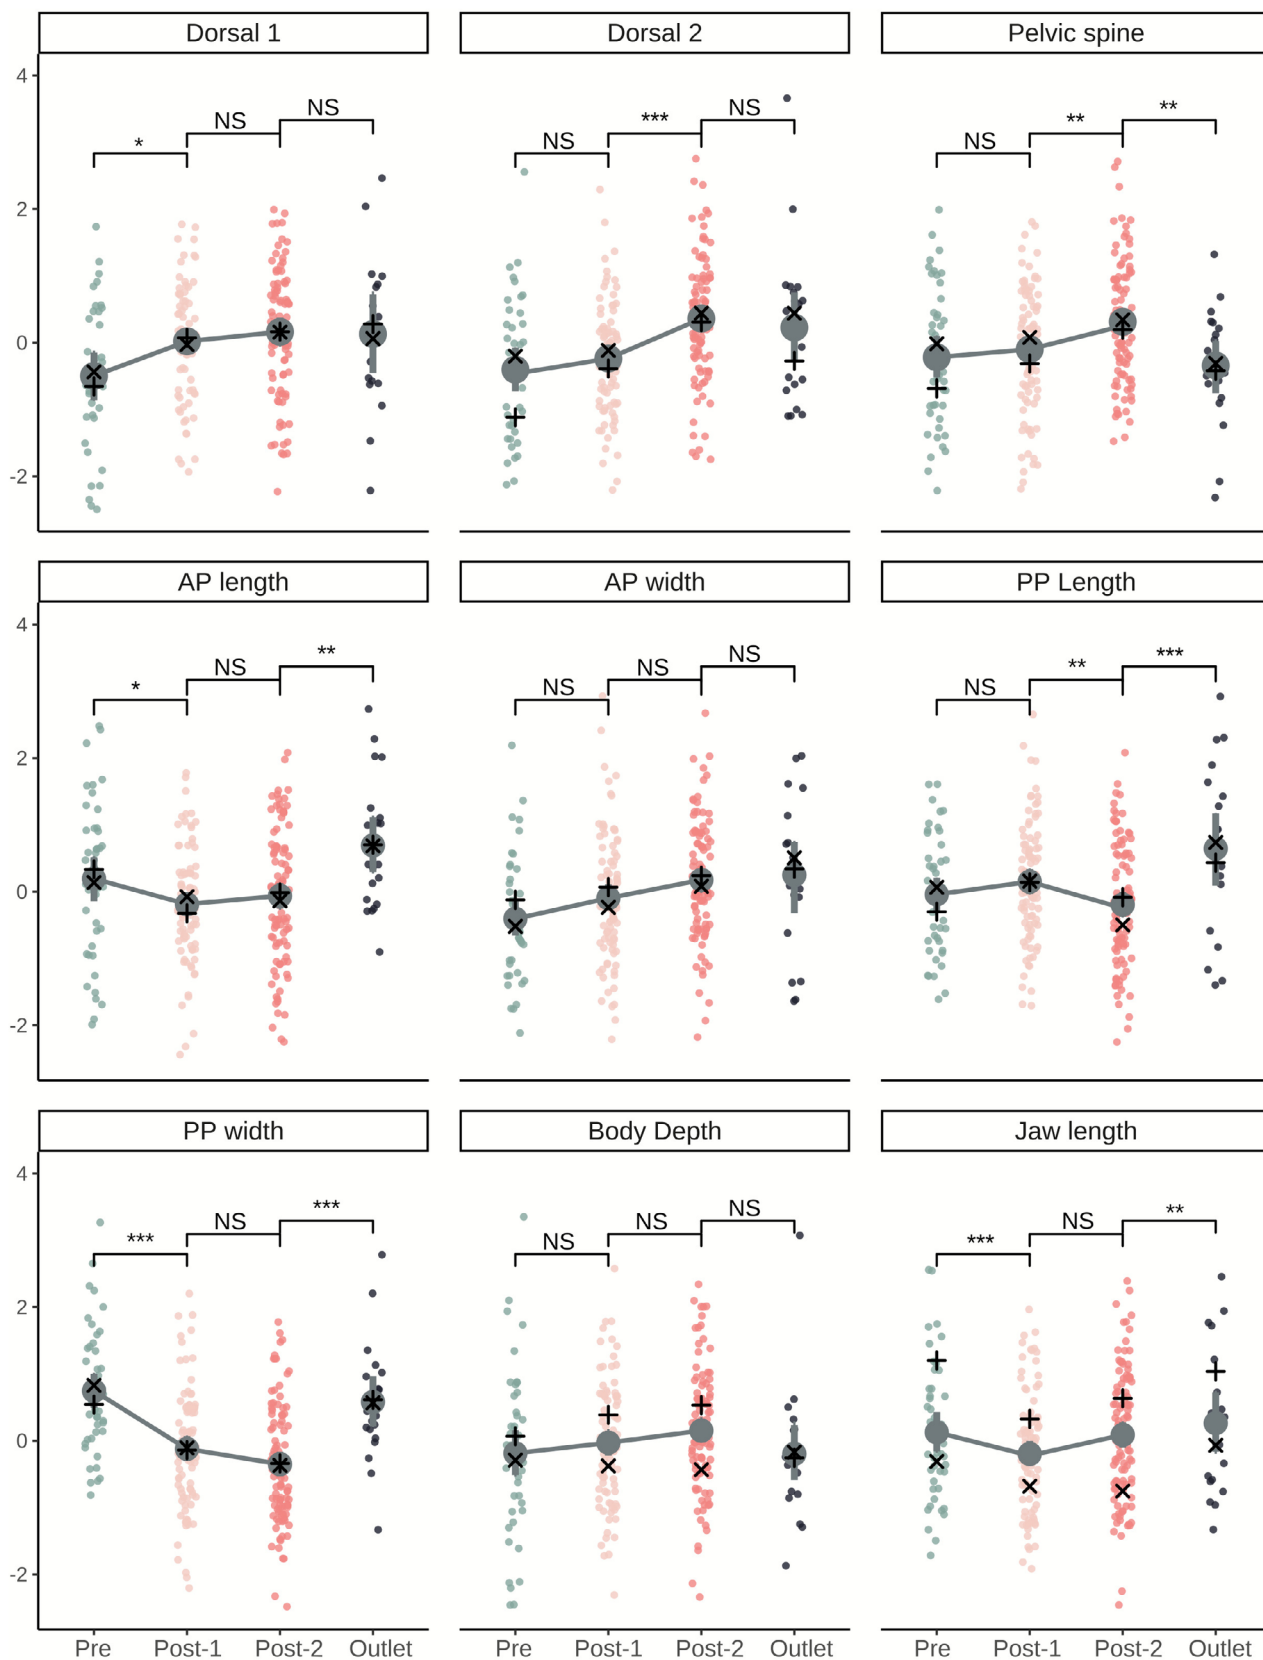 Dorsal 1 Dorsal 2 Pelvic spine
4
NS NS
* NS *** NS NS ** **
2
0
-2
AP length AP width PP Length
4
* NS ** NS NS NS NS ** ***
2
0
-2
PP width Body Depth Jaw length
4
*** NS *** NS NS NS *** NS **
2
0
-2
Pre Post-1 Post-2 Outlet Pre Post-1 Post-2 Outlet Pre Post-1 Post-2 Outlet